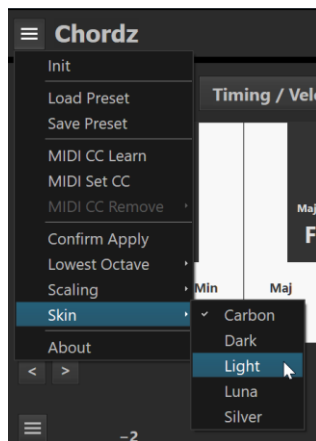 Chordz
Init
Load Preset
Timing / Vel
Save Preset
MIDI CC Learn
MIDI Set CC
MIDI CC Remove
Maj
F
Confirm Apply
Lowest Octave
Scaling
Min
Maj
Skin
Carbon
Dark
About
Light
< >
Luna
Silver
-2